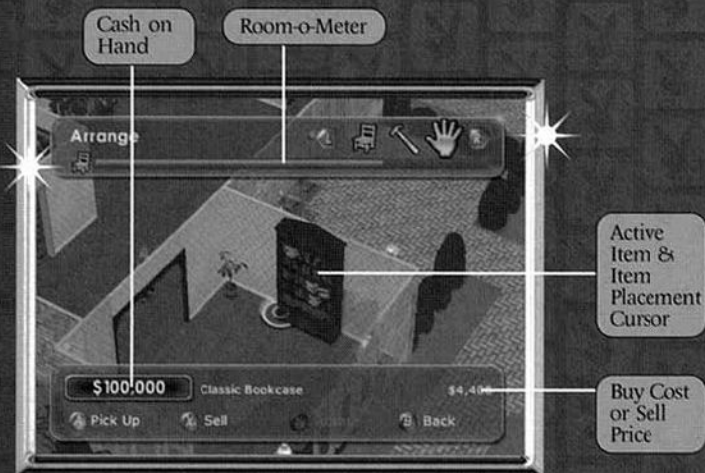 Cash on
Hand
Room-o-Meter
Arrange
Active
Item &
Item
Placement
Cursor
$100,000 Classic Bookcase
Pick Up Sell Back
Buy Cost
or Sell
Price